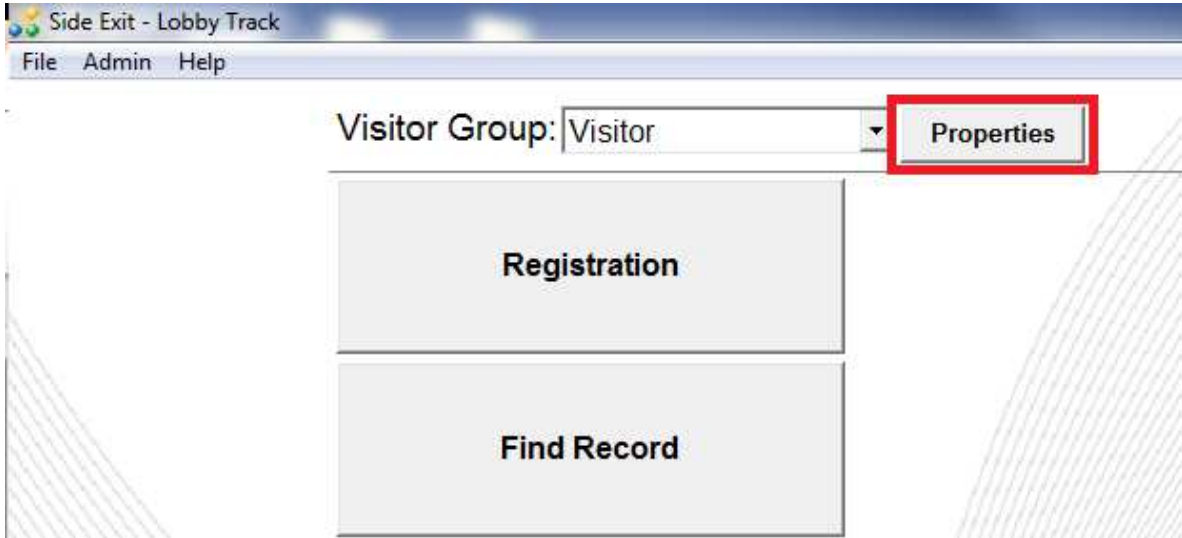 Side Exit - Lobby Track
File Admin Help
Visitor Group: Visitor Properties
Registration
Find Record